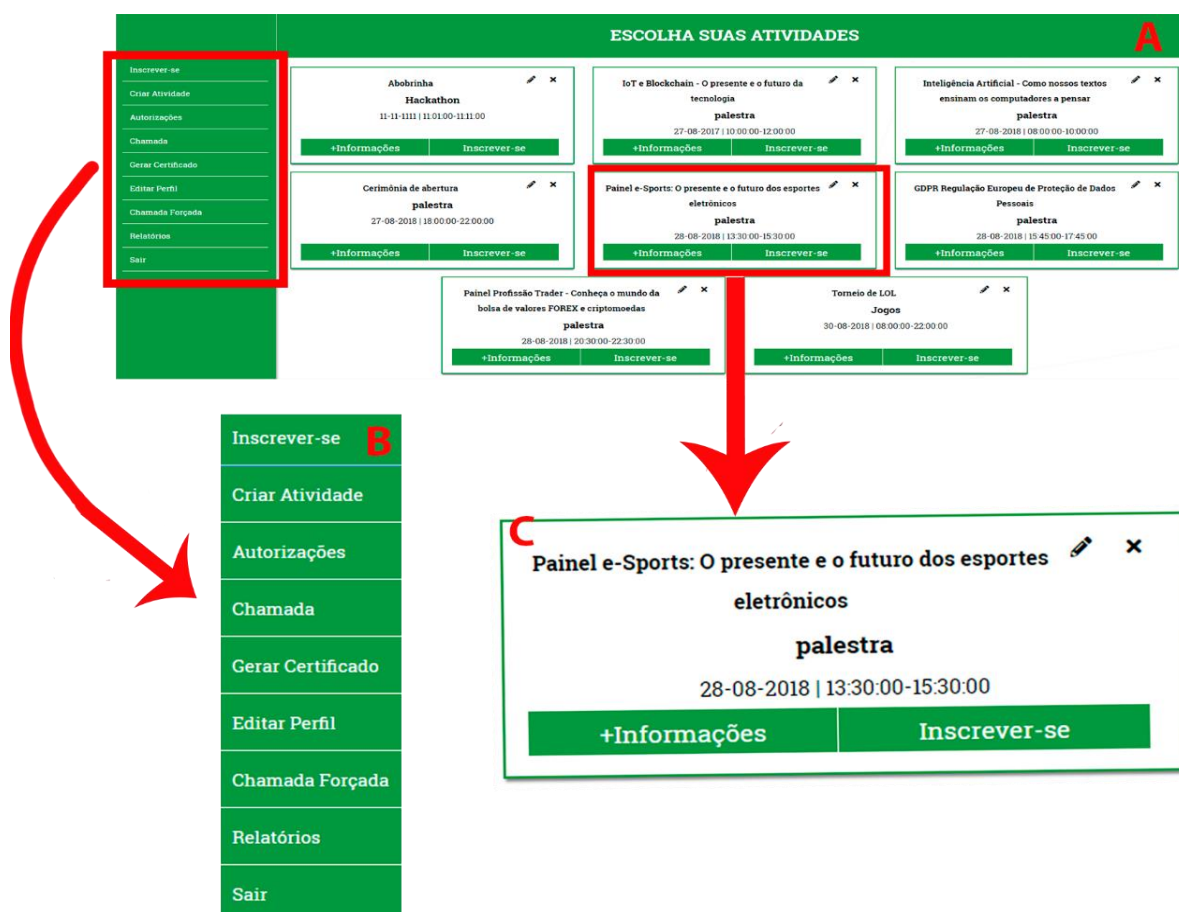 ESCOLHA SUAS ATIVIDADES
A
Inscrever-se
Criar Atividade
Autorizações
Chamada
Gerar Certificado
Editar Perfil
Chamada Forçada
Relatórios
Sair
Abobrinha
Hackathon
11-11-1111 | 11:01:00-11:11:00
+Informações Inscrever-se
IoT e Blockchain - O presente e o futuro da
tecnologia
palestra
27-08-2017 | 10:00:00-12:00:00
+Informações Inscrever-se
Inteligência Artificial - Como nossos textos
ensinam os computadores a pensar
palestra
27-08-2018 | 08:00:00-10:00:00
+Informações Inscrever-se
Cerimônia de abertura
palestra
27-08-2018 | 18:00:00-22:00:00
+Informações Inscrever-se
Painel e-Sports: O presente e o futuro dos esportes
eletrônicos
palestra
28-08-2018 | 13:30:00-15:30:00
+Informações Inscrever-se
GDPR Regulação Europeu de Proteção de Dados
Pessoais
palestra
28-08-2018 | 15:45:00-17:45:00
+Informações Inscrever-se
Painel Profissão Trader - Conheça o mundo da
bolsa de valores FOREX e criptomoedas
palestra
28-08-2018 | 20:30:00-22:30:00
+Informações Inscrever-se
Torneio de LOL
Jogos
30-08-2018 | 08:00:00-22:00:00
+Informações Inscrever-se
B
Inscrever-se
Criar Atividade
Autorizações
Chamada
Gerar Certificado
Editar Perfil
Chamada Forçada
Relatórios
Sair
C
Painel e-Sports: O presente e o futuro dos esportes
eletrônicos
palestra
28-08-2018 | 13:30:00-15:30:00
+Informações Inscrever-se